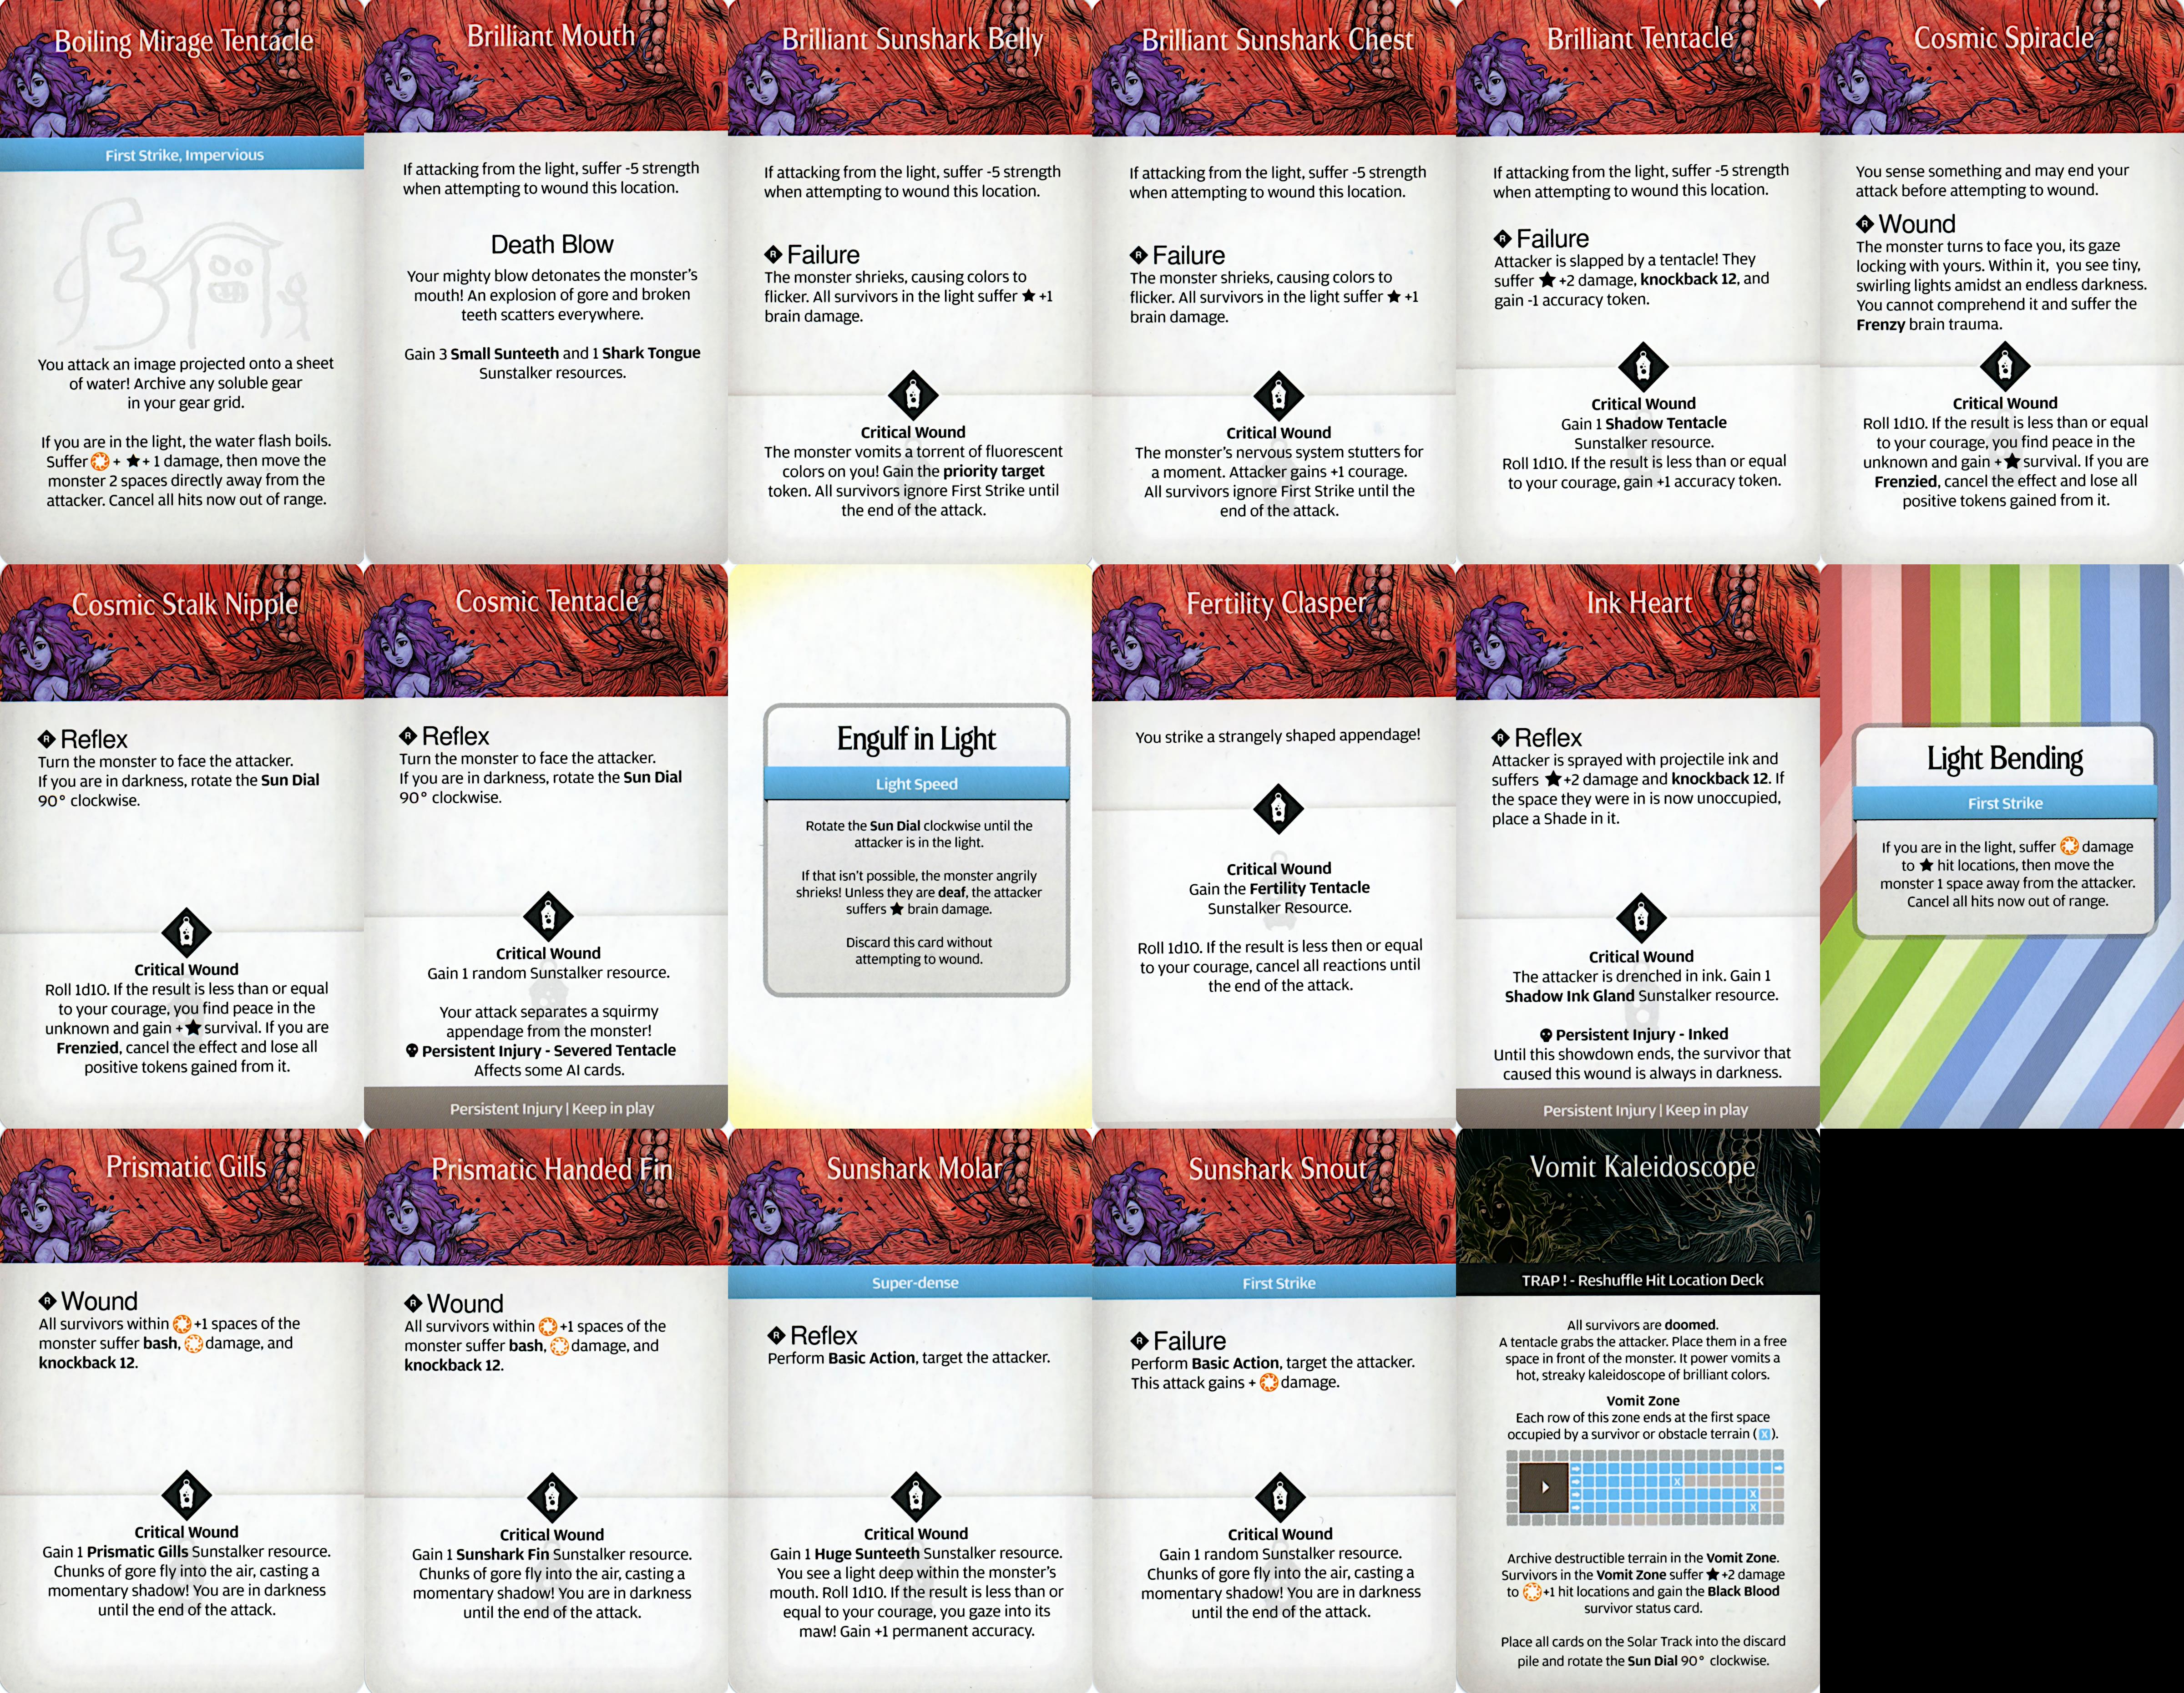 Boiling Mirage Tentacle
First Strike, Impervious
You attack an image projected onto a sheet
of water! Archive any soluble gear
in your gear grid.
If you are in the light, the water flash boils.
Suffer + ★ + 1 damage, then move the
monster 2 spaces directly away from the
attacker. Cancel all hits now out of range.
Brilliant Mouth
If attacking from the light, suffer -5 strength
when attempting to wound this location.
Death Blow
Your mighty blow detonates the monster's
mouth! An explosion of gore and broken
teeth scatters everywhere.
Gain 3 Small Sunteeth and 1 Shark Tongue
Sunstalker resources.
Brilliant Sunshark Belly
If attacking from the light, suffer -5 strength
when attempting to wound this location.
R Failure
The monster shrieks, causing colors to
flicker. All survivors in the light suffer ★ +1
brain damage.
Critical Wound
The monster vomits a torrent of fluorescent
colors on you! Gain the priority target
token. All survivors ignore First Strike until
the end of the attack.
Brilliant Sunshark Chest
If attacking from the light, suffer -5 strength
when attempting to wound this location.
R Failure
The monster shrieks, causing colors to
flicker. All survivors in the light suffer ★ +1
brain damage.
Critical Wound
The monster's nervous system stutters for
a moment. Attacker gains +1 courage.
All survivors ignore First Strike until the
end of the attack.
Brilliant Tentacle
If attacking from the light, suffer -5 strength
when attempting to wound this location.
R Failure
Attacker is slapped by a tentacle! They
suffer ★ +2 damage, knockback 12, and
gain -1 accuracy token.
Critical Wound
Gain 1 Shadow Tentacle
Sunstalker resource.
Roll 1d10. If the result is less than or equal
to your courage, gain +1 accuracy token.
Cosmic Spiracle
You sense something and may end your
attack before attempting to wound.
R Wound
The monster turns to face you, its gaze
locking with yours. Within it, you see tiny,
swirling lights amidst an endless darkness.
You cannot comprehend it and suffer the
Frenzy brain trauma.
Critical Wound
Roll 1d10. If the result is less than or equal
to your courage, you find peace in the
unknown and gain +★ survival. If you are
Frenzied, cancel the effect and lose all
positive tokens gained from it.
Cosmic Stalk Nipple
R Reflex
Turn the monster to face the attacker.
If you are in darkness, rotate the Sun Dial
90° clockwise.
Critical Wound
Roll 1d10. If the result is less than or equal
to your courage, you find peace in the
unknown and gain +★ survival. If you are
Frenzied, cancel the effect and lose all
positive tokens gained from it.
Cosmic Tentacle
R Reflex
Turn the monster to face the attacker.
If you are in darkness, rotate the Sun Dial
90° clockwise.
Critical Wound
Gain 1 random Sunstalker resource.
Your attack separates a squirmy
appendage from the monster!
Persistent Injury - Severed Tentacle
Affects some AI cards.
Persistent Injury | Keep in play
Engulf in Light
Light Speed
Rotate the Sun Dial clockwise until the
attacker is in the light.
If that isn't possible, the monster angrily
shrieks! Unless they are deaf, the attacker
suffers ★ brain damage.
Discard this card without
attempting to wound.
Fertility Clasper
You strike a strangely shaped appendage!
Critical Wound
Gain the Fertility Tentacle
Sunstalker Resource.
Roll 1d10. If the result is less then or equal
to your courage, cancel all reactions until
the end of the attack.
Ink Heart
R Reflex
Attacker is sprayed with projectile ink and
suffers ★+2 damage and knockback 12. If
the space they were in is now unoccupied,
place a Shade in it.
Critical Wound
The attacker is drenched in ink. Gain 1
Shadow Ink Gland Sunstalker resource.
Persistent Injury - Inked
Until this showdown ends, the survivor that
caused this wound is always in darkness.
Persistent Injury | Keep in play
Light Bending
First Strike
If you are in the light, suffer damage
to ★ hit locations, then move the
monster 1 space away from the attacker.
Cancel all hits now out of range.
Prismatic Gills
R Wound
All survivors within +1 spaces of the
monster suffer bash, damage, and
knockback 12.
Critical Wound
Gain 1 Prismatic Gills Sunstalker resource.
Chunks of gore fly into the air, casting a
momentary shadow! You are in darkness
until the end of the attack.
Prismatic Handed Fin
R Wound
All survivors within +1 spaces of the
monster suffer bash, damage, and
knockback 12.
Critical Wound
Gain 1 Sunshark Fin Sunstalker resource.
Chunks of gore fly into the air, casting a
momentary shadow! You are in darkness
until the end of the attack.
Sunshark Molar
Super-dense
R Reflex
Perform Basic Action, target the attacker.
Critical Wound
Gain 1 Huge Sunteeth Sunstalker resource.
You see a light deep within the monster's
mouth. Roll 1d10. If the result is less than or
equal to your courage, you gaze into its
maw! Gain +1 permanent accuracy.
Sunshark Snout
First Strike
R Failure
Perform Basic Action, target the attacker.
This attack gains + damage.
Critical Wound
Gain 1 random Sunstalker resource.
Chunks of gore fly into the air, casting a
momentary shadow! You are in darkness
until the end of the attack.
Vomit Kaleidoscope
TRAP! - Reshuffle Hit Location Deck
All survivors are doomed.
A tentacle grabs the attacker. Place them in a free
space in front of the monster. It power vomits a
hot, streaky kaleidoscope of brilliant colors.
Vomit Zone
Each row of this zone ends at the first space
occupied by a survivor or obstacle terrain (X).
X
X
X
Archive destructible terrain in the Vomit Zone.
Survivors in the Vomit Zone suffer ★+2 damage
to +1 hit locations and gain the Black Blood
survivor status card.
Place all cards on the Solar Track into the discard
pile and rotate the Sun Dial 90° clockwise.